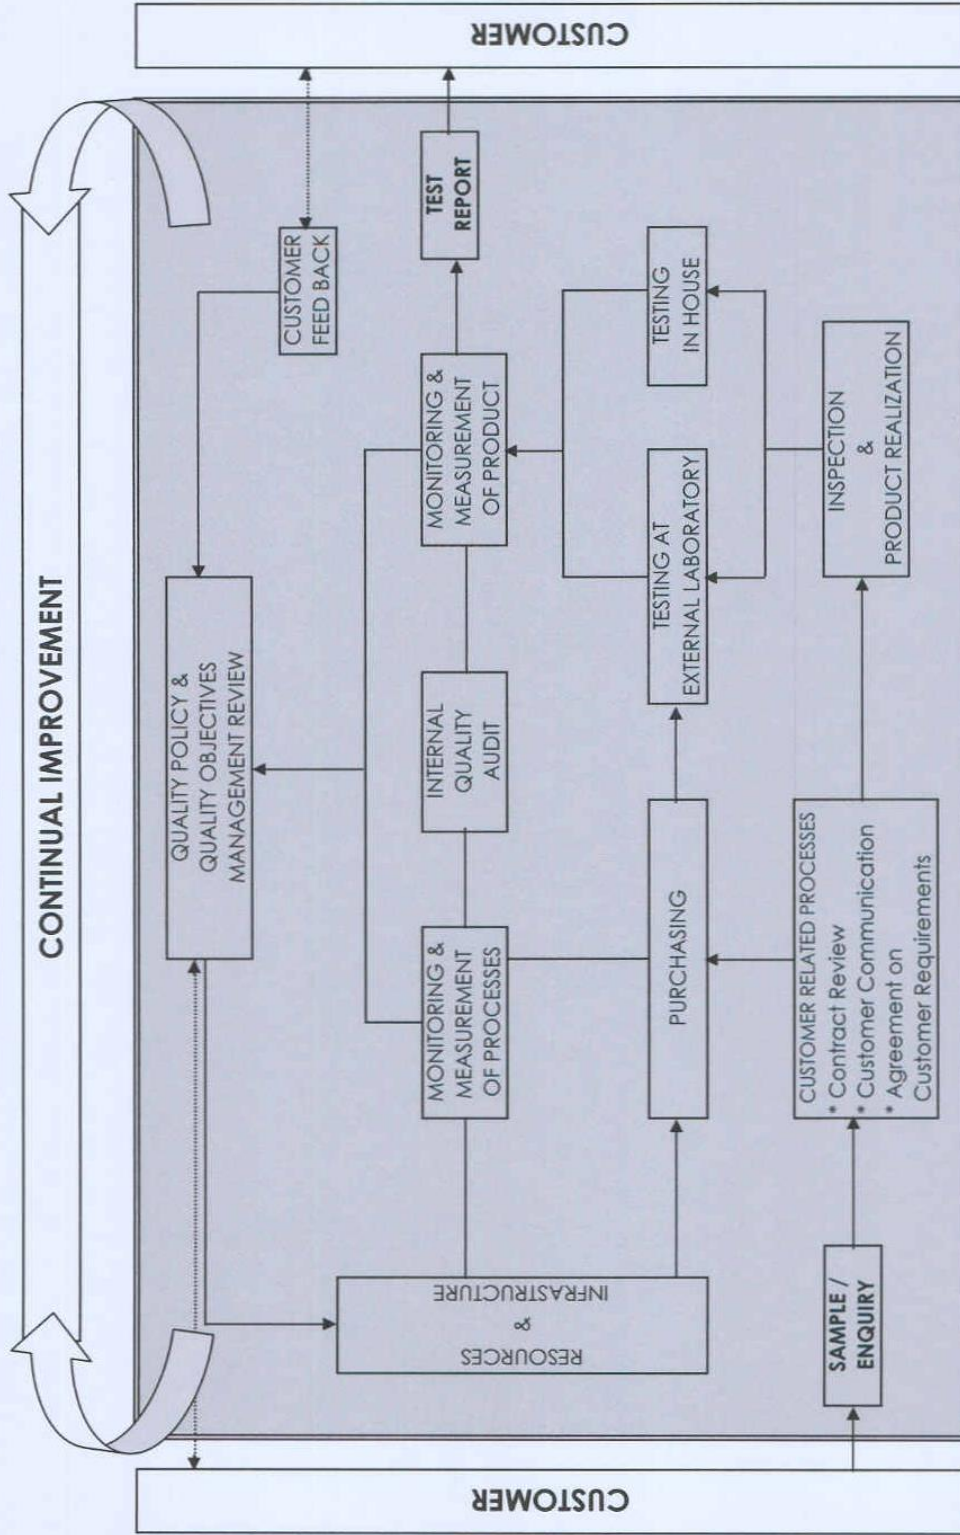 CONTINUAL IMPROVEMENT
CUSTOMER
QUALITY POLICY &
QUALITY OBJECTIVES
MANAGEMENT REVIEW
CUSTOMER
FEED BACK
RESOURCES
&
INFRASTRUCTURE
MONITORING &
MEASUREMENT
OF PROCESSES
INTERNAL
QUALITY
AUDIT
MONITORING &
MEASUREMENT
OF PRODUCT
TEST
REPORT
PURCHASING
TESTING AT
EXTERNAL LABORATORY
TESTING
IN HOUSE
SAMPLE /
ENQUIRY
CUSTOMER RELATED PROCESSES
* Contract Review
* Customer Communication
* Agreement on
Customer Requirements
INSPECTION
&
PRODUCT REALIZATION
CUSTOMER